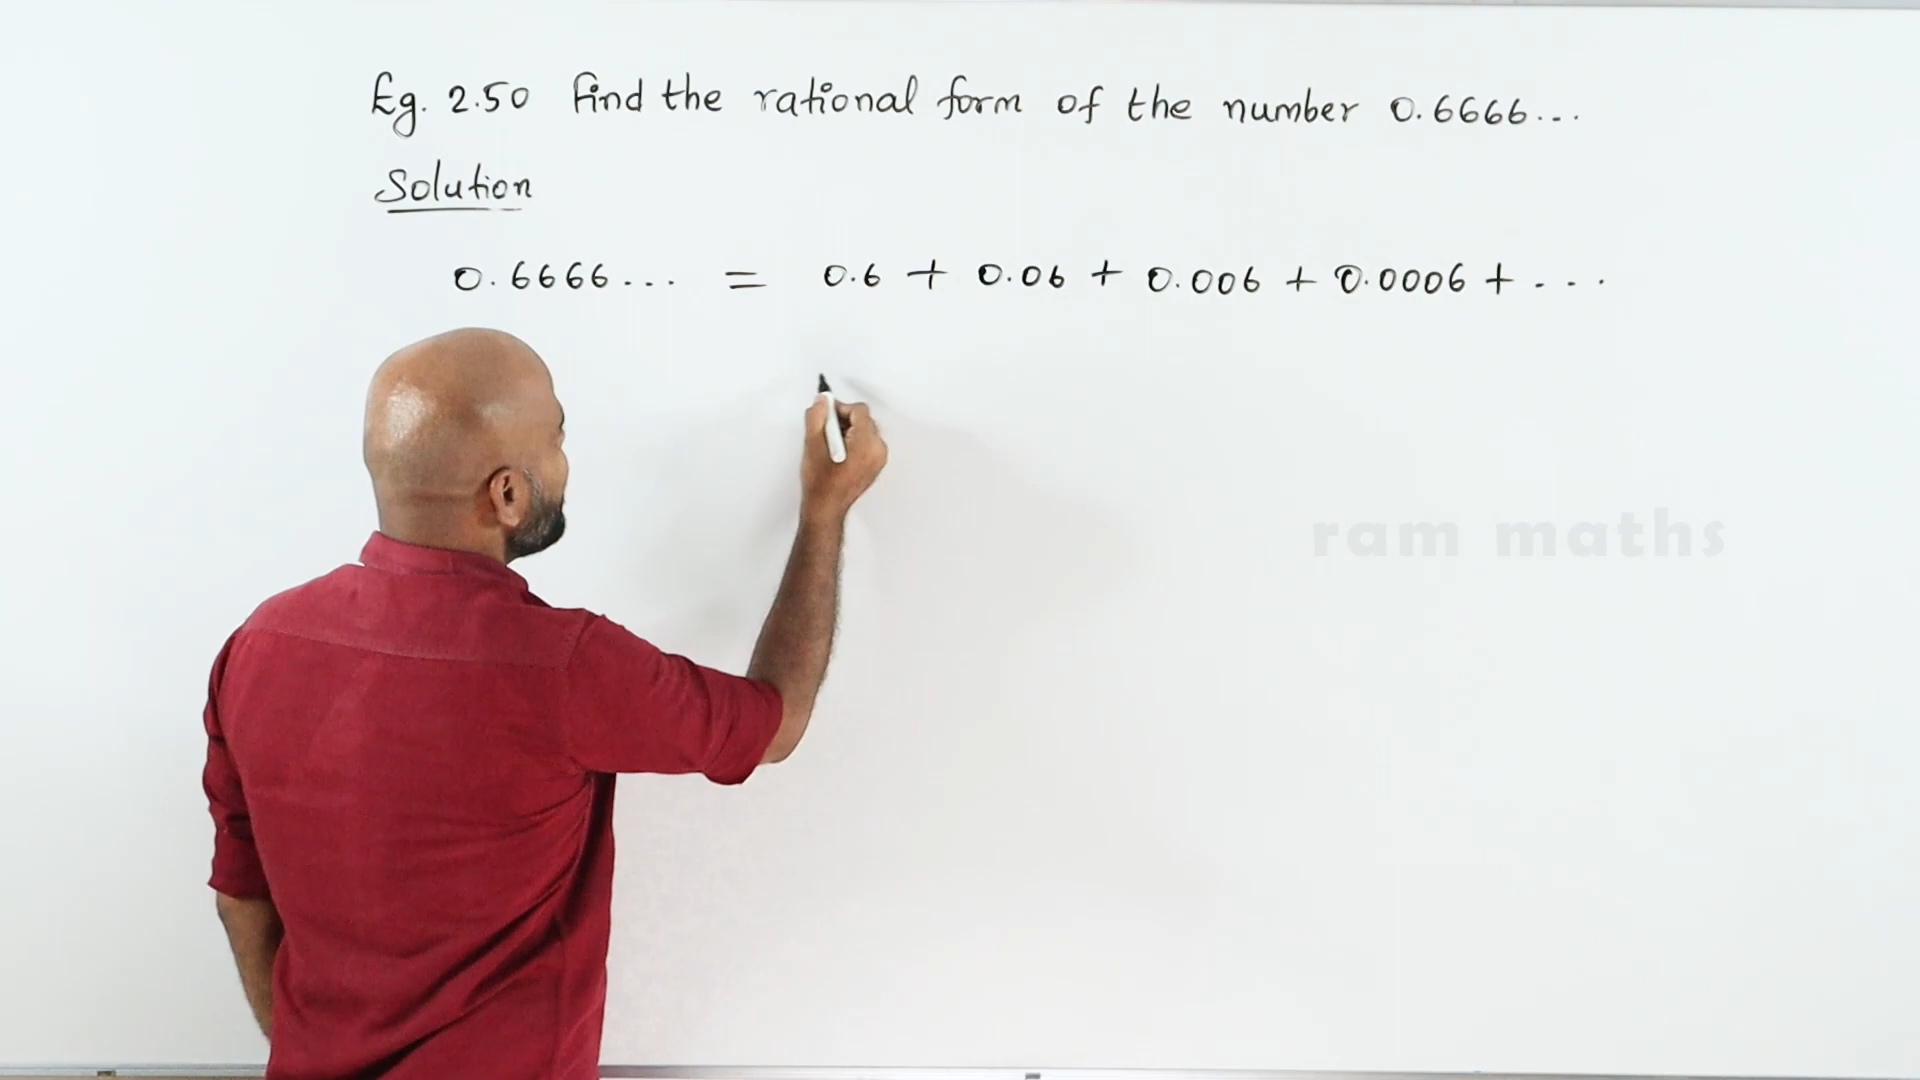 Eg. 2.50 Find the rational form of the number 0.6666...
Solution
0.6666... = 0.6 + 0.06 + 0.006 + 0.0006 + ...
ram maths